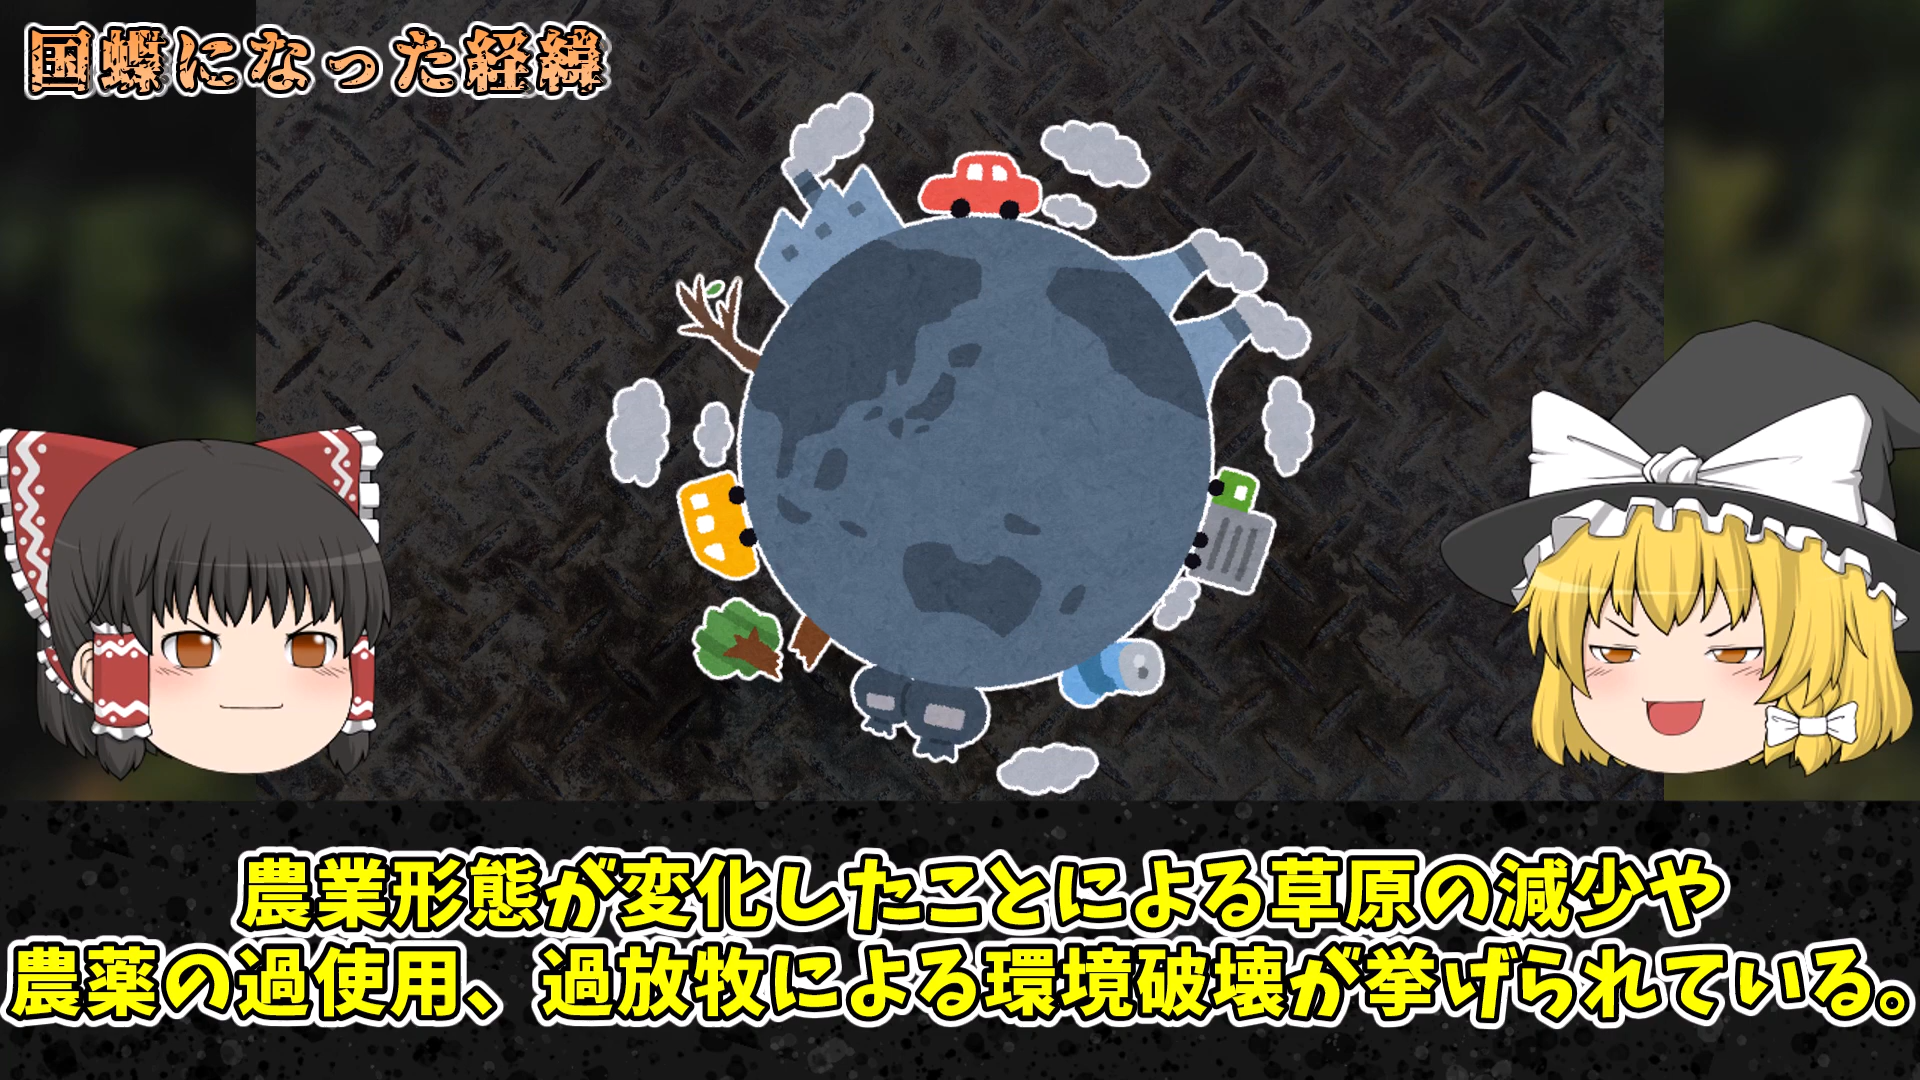 国蝶になった経緯
農業形態が変化したことによる草原の減少や
農薬の過使用、過放牧による環境破壊が挙げられている。